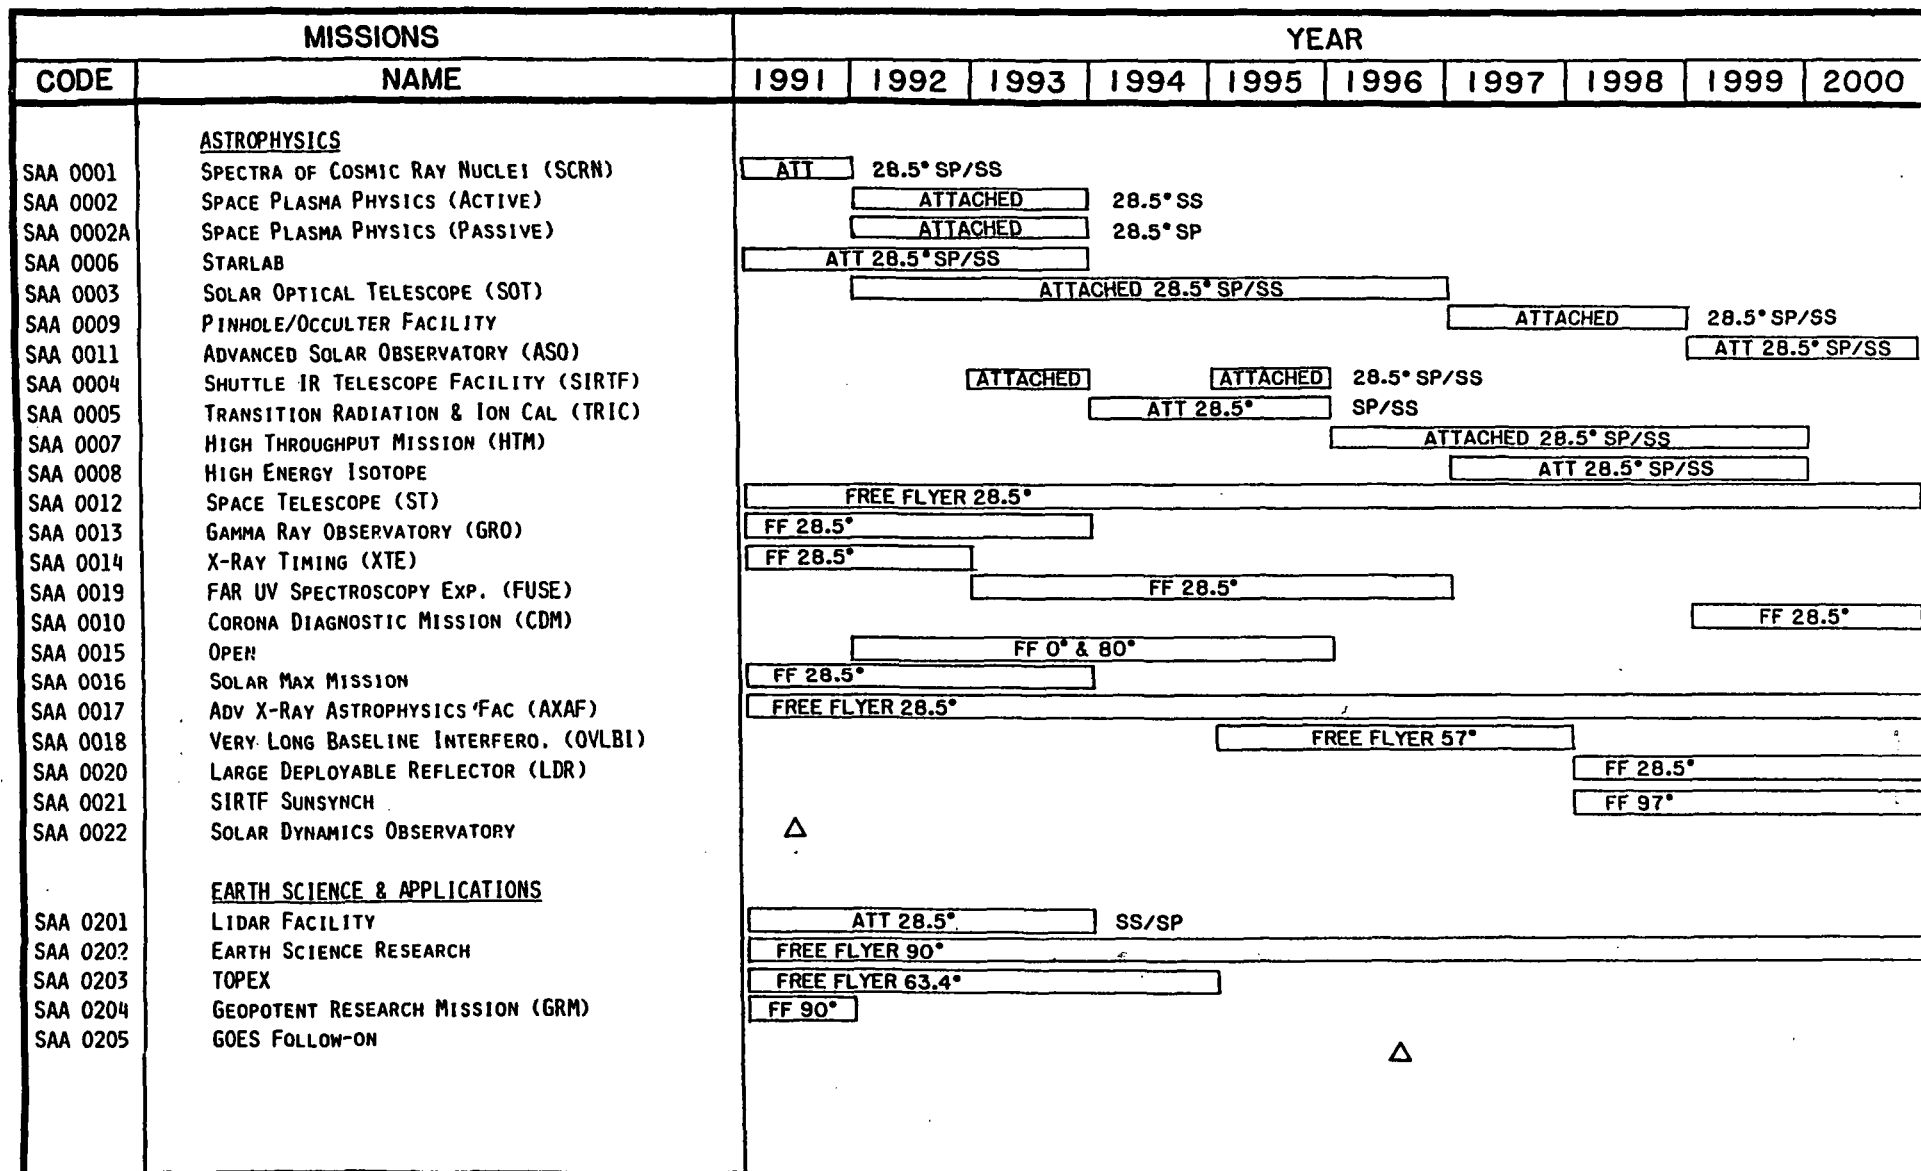 MISSIONS YEAR
CODE NAME 1991 1992 1993 1994 1995 1996 1997 1998 1999 2000
ASTROPHYSICS
SAA 0001 SPECTRA OF COSMIC RAY NUCLEI (SCRN) ATT 28.5° SP/SS
SAA 0002 SPACE PLASMA PHYSICS (ACTIVE) ATTACHED 28.5° SS
SAA 0002A SPACE PLASMA PHYSICS (PASSIVE) ATTACHED 28.5° SP
SAA 0006 STARLAB ATT 28.5° SP/SS
SAA 0003 SOLAR OPTICAL TELESCOPE (SOT) ATTACHED 28.5° SP/SS
SAA 0009 PINHOLE/OCCULTER FACILITY ATTACHED 28.5° SP/SS
SAA 0011 ADVANCED SOLAR OBSERVATORY (ASO) ATT 28.5° SP/SS
SAA 0004 SHUTTLE IR TELESCOPE FACILITY (SIRTF) ATTACHED ATTACHED 28.5° SP/SS
SAA 0005 TRANSITION RADIATION & ION CAL (TRIC) ATT 28.5° SP/SS
SAA 0007 HIGH THROUGHPUT MISSION (HTM) ATTACHED 28.5° SP/SS
SAA 0008 HIGH ENERGY ISOTOPE ATT 28.5° SP/SS
SAA 0012 SPACE TELESCOPE (ST) FREE FLYER 28.5°
SAA 0013 GAMMA RAY OBSERVATORY (GRO) FF 28.5°
SAA 0014 X-RAY TIMING (XTE) FF 28.5°
SAA 0019 FAR UV SPECTROSCOPY EXP. (FUSE) FF 28.5°
SAA 0010 CORONA DIAGNOSTIC MISSION (CDM) FF 28.5°
SAA 0015 OPEN FF 0° & 80°
SAA 0016 SOLAR MAX MISSION FF 28.5°
SAA 0017 ADV X-RAY ASTROPHYSICS FAC (AXAF) FREE FLYER 28.5°
SAA 0018 VERY LONG BASELINE INTERFERO. (OVLBI) FREE FLYER 57°
SAA 0020 LARGE DEPLOYABLE REFLECTOR (LDR) FF 28.5°
SAA 0021 SIRTF SUNSYNCH FF 97°
SAA 0022 SOLAR DYNAMICS OBSERVATORY
EARTH SCIENCE & APPLICATIONS
SAA 0201 LIDAR FACILITY ATT 28.5° SS/SP
SAA 0202 EARTH SCIENCE RESEARCH FREE FLYER 90°
SAA 0203 TOPEX FREE FLYER 63.4°
SAA 0204 GEOPOTENT RESEARCH MISSION (GRM) FF 90°
SAA 0205 GOES FOLLOW-ON